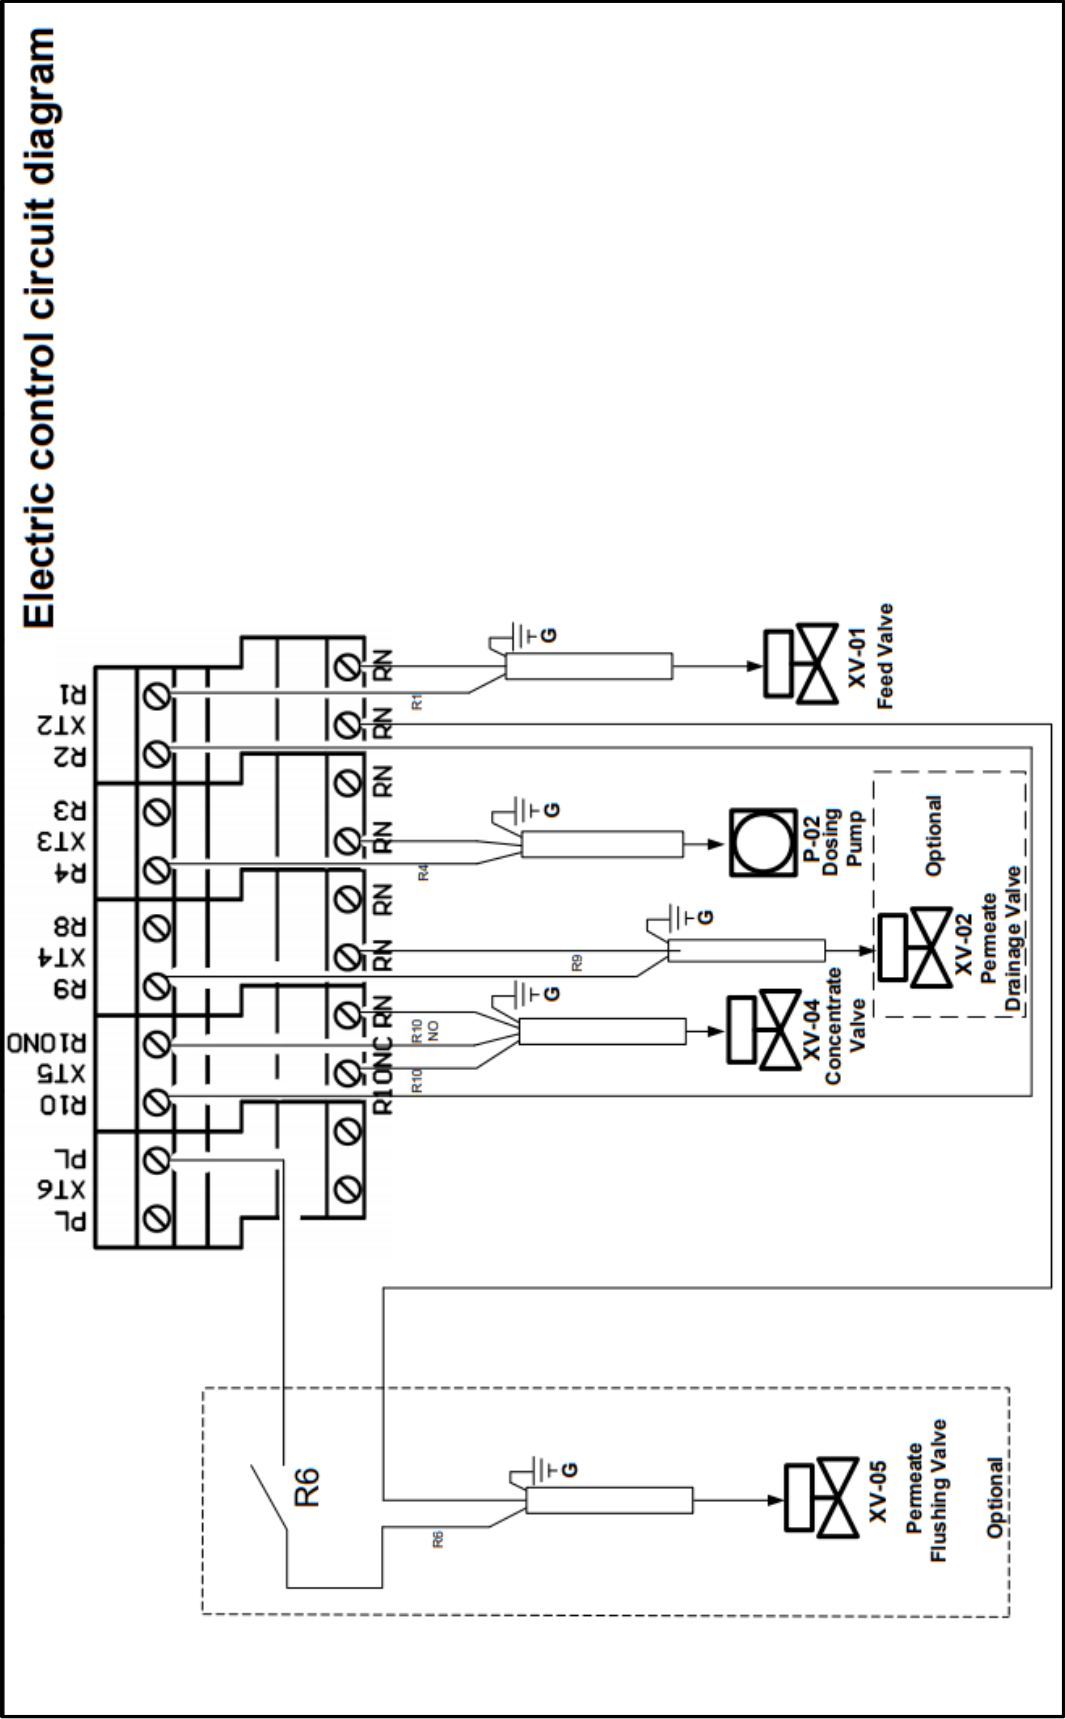 Electric control circuit diagram
R1
XT2
R2
R3
XT3
R4
R8
XT4
R9
R10NO
XT5
R10
PL
XT6
PL
RN
RN
RN
RN
RN
RN
RN
R10NC
R1
R4
R9
R10
NO
R10
G
G
G
G
XV-01
Feed Valve
P-02
Dosing
Pump
Optional
XV-02
Permeate
Drainage Valve
XV-04
Concentrate
Valve
R6
R6
G
XV-05
Permeate
Flushing Valve
Optional